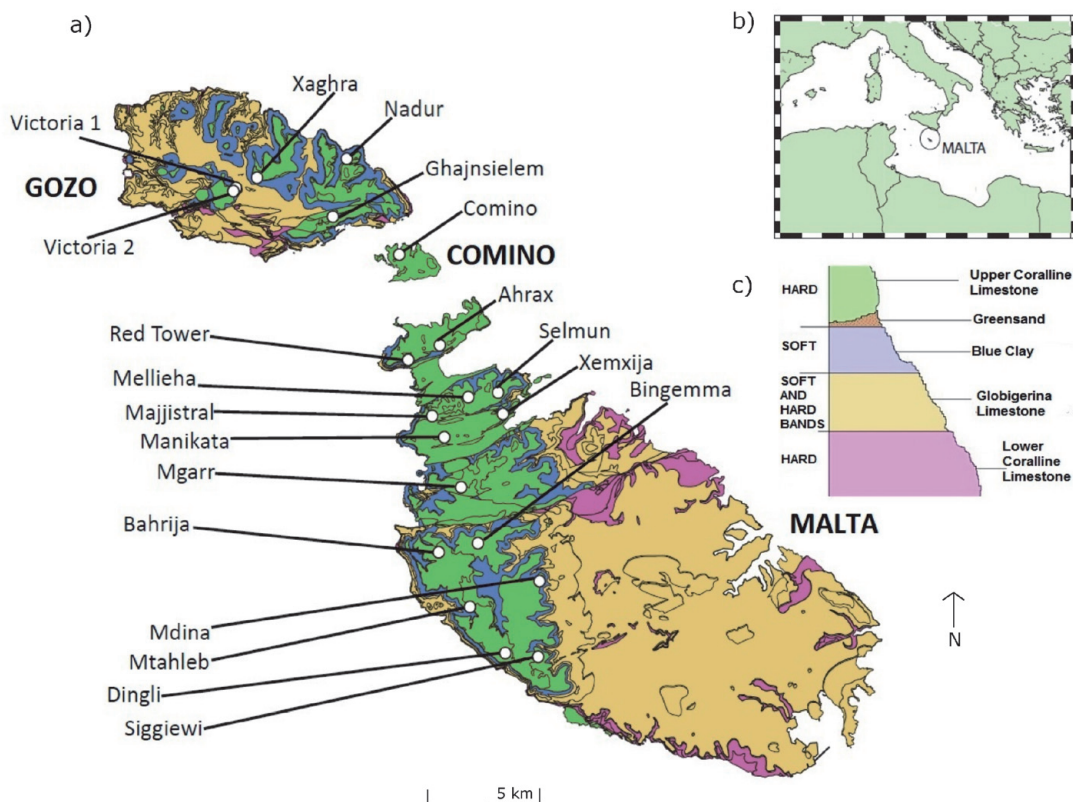 a)
Xaghra
Victoria 1
Nadur
GOZO
Ghajnsielem
Victoria 2
Comino
COMINO
Ahrax
Red Tower
Selmun
Mellieha
Xemxija
Majjistral
Bingemma
Manikata
Mgarr
Bahrija
MALTA
Mdina
Mtahleb
Dingli
Siggiewi
5 km
N
b)
MALTA
c)
HARD
Upper Coralline
Limestone
Greensand
SOFT
Blue Clay
SOFT
AND
HARD
BANDS
Globigerina
Limestone
HARD
Lower
Coralline
Limestone